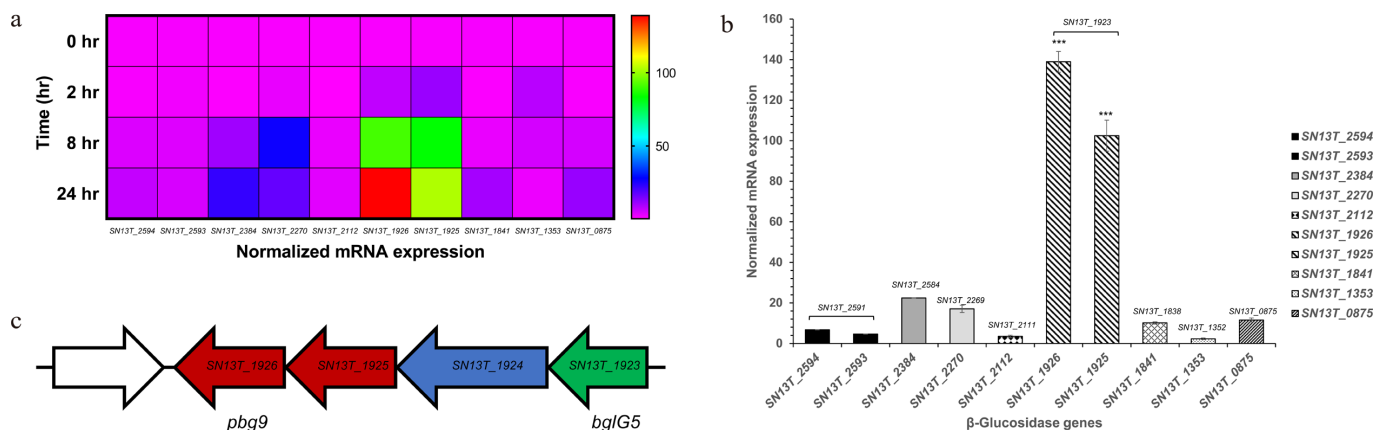 a
Time (hr)
0 hr
2 hr
8 hr
24 hr
100
50
SN13T_2594 SN13T_2593 SN13T_2384 SN13T_2270 SN13T_2112 SN13T_1926 SN13T_1925 SN13T_1841 SN13T_1353 SN13T_0875
Normalized mRNA expression
b
Normalized mRNA expression
160
140
120
100
80
60
40
20
0
SN13T_2591
SN13T_2584
SN13T_2269
SN13T_2111
SN13T_1923
***
***
SN13T_1838
SN13T_1352
SN13T_2594 SN13T_2593 SN13T_2384 SN13T_2270 SN13T_2112 SN13T_1926 SN13T_1925 SN13T_1841 SN13T_1353 SN13T_0875
β-Glucosidase genes
SN13T_2594
SN13T_2593
SN13T_2384
SN13T_2270
SN13T_2112
SN13T_1926
SN13T_1925
SN13T_1841
SN13T_1353
SN13T_0875
c
SN13T_1926 SN13T_1925 SN13T_1924 SN13T_1923
pbg9 bglG5